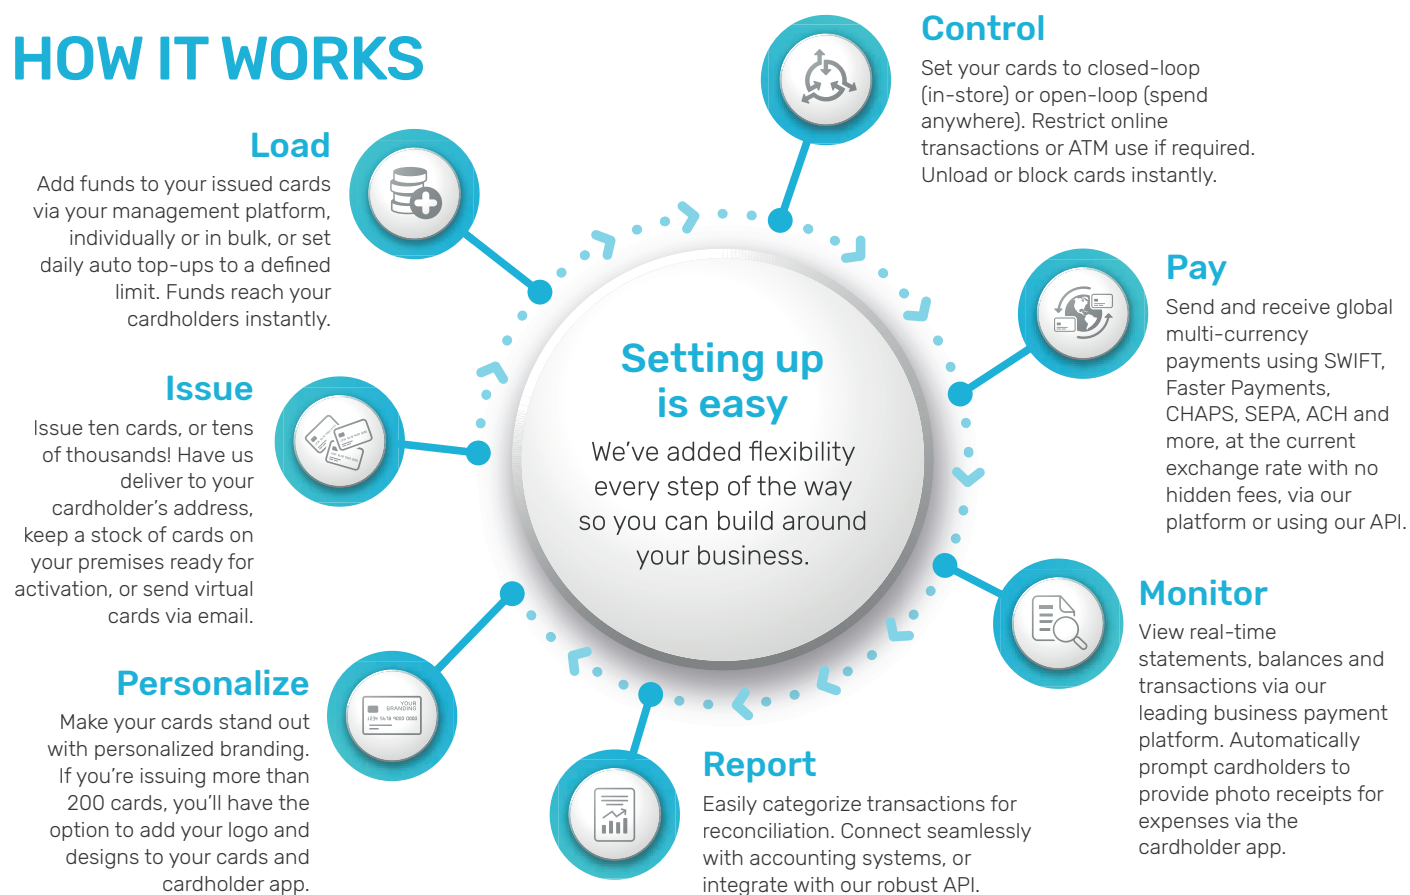 HOW IT WORKS
Control
Set your cards to closed-loop
(in-store) or open-loop (spend
anywhere). Restrict online
transactions or ATM use if required.
Unload or block cards instantly.
Load
Add funds to your issued cards
via your management platform,
individually or in bulk, or set
daily auto top-ups to a defined
limit. Funds reach your
cardholders instantly.
Pay
Send and receive global
multi-currency
payments using SWIFT,
Faster Payments,
CHAPS, SEPA, ACH and
more, at the current
exchange rate with no
hidden fees, via our
platform or using our API.
Setting up
is easy
We've added flexibility
every step of the way
so you can build around
your business.
Issue
Issue ten cards, or tens
of thousands! Have us
deliver to your
cardholder's address,
keep a stock of cards on
your premises ready for
activation, or send virtual
cards via email.
Monitor
View real-time
statements, balances and
transactions via our
leading business payment
platform. Automatically
prompt cardholders to
provide photo receipts for
expenses via the
cardholder app.
Personalize
Make your cards stand out
with personalized branding.
If you're issuing more than
200 cards, you'll have the
option to add your logo and
designs to your cards and
cardholder app.
YOUR
BRANDING
1234 5678 9000 0000
Report
Easily categorize transactions for
reconciliation. Connect seamlessly
with accounting systems, or
integrate with our robust API.